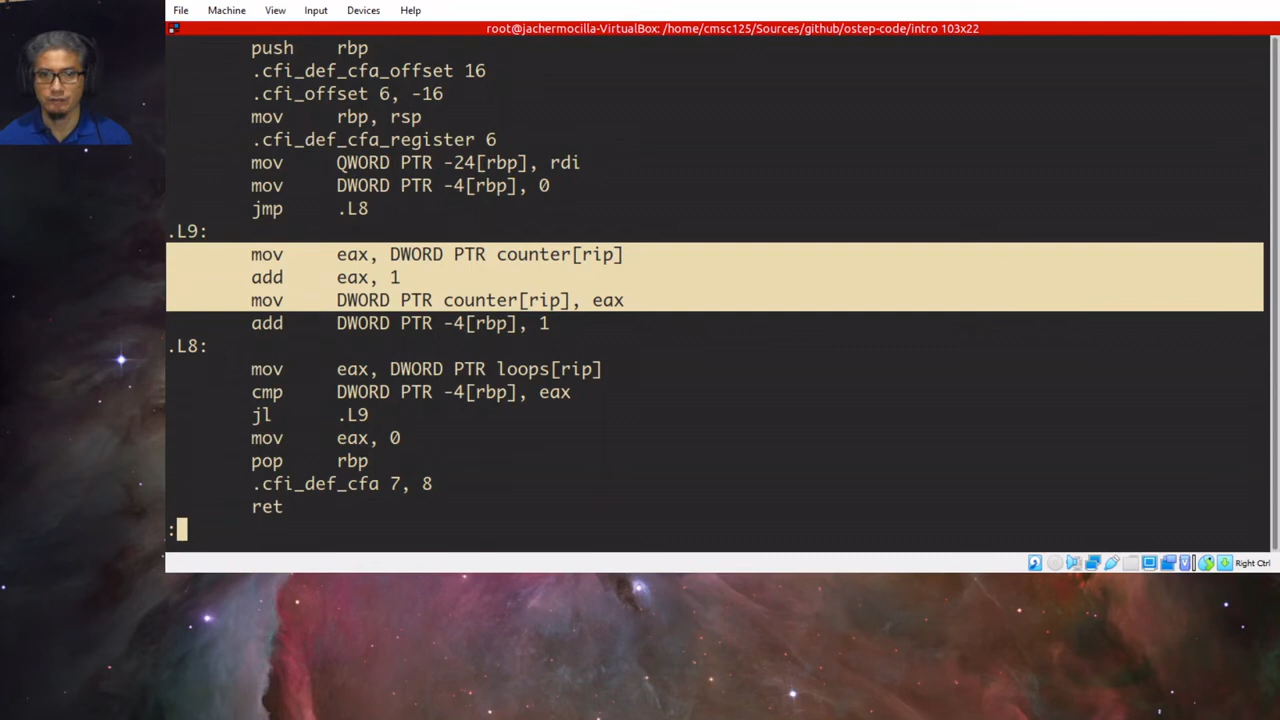 File Machine View Input Devices Help
root@jachermocilla-VirtualBox: /home/cmsc125/Sources/github/ostep-code/intro 103x22
push rbp
.cfi_def_cfa_offset 16
.cfi_offset 6, -16
mov rbp, rsp
.cfi_def_cfa_register 6
mov QWORD PTR -24[rbp], rdi
mov DWORD PTR -4[rbp], 0
jmp .L8
.L9:
mov eax, DWORD PTR counter[rip]
add eax, 1
mov DWORD PTR counter[rip], eax
add DWORD PTR -4[rbp], 1
.L8:
mov eax, DWORD PTR loops[rip]
cmp DWORD PTR -4[rbp], eax
jl .L9
mov eax, 0
pop rbp
.cfi_def_cfa 7, 8
ret
:
Right Ctrl